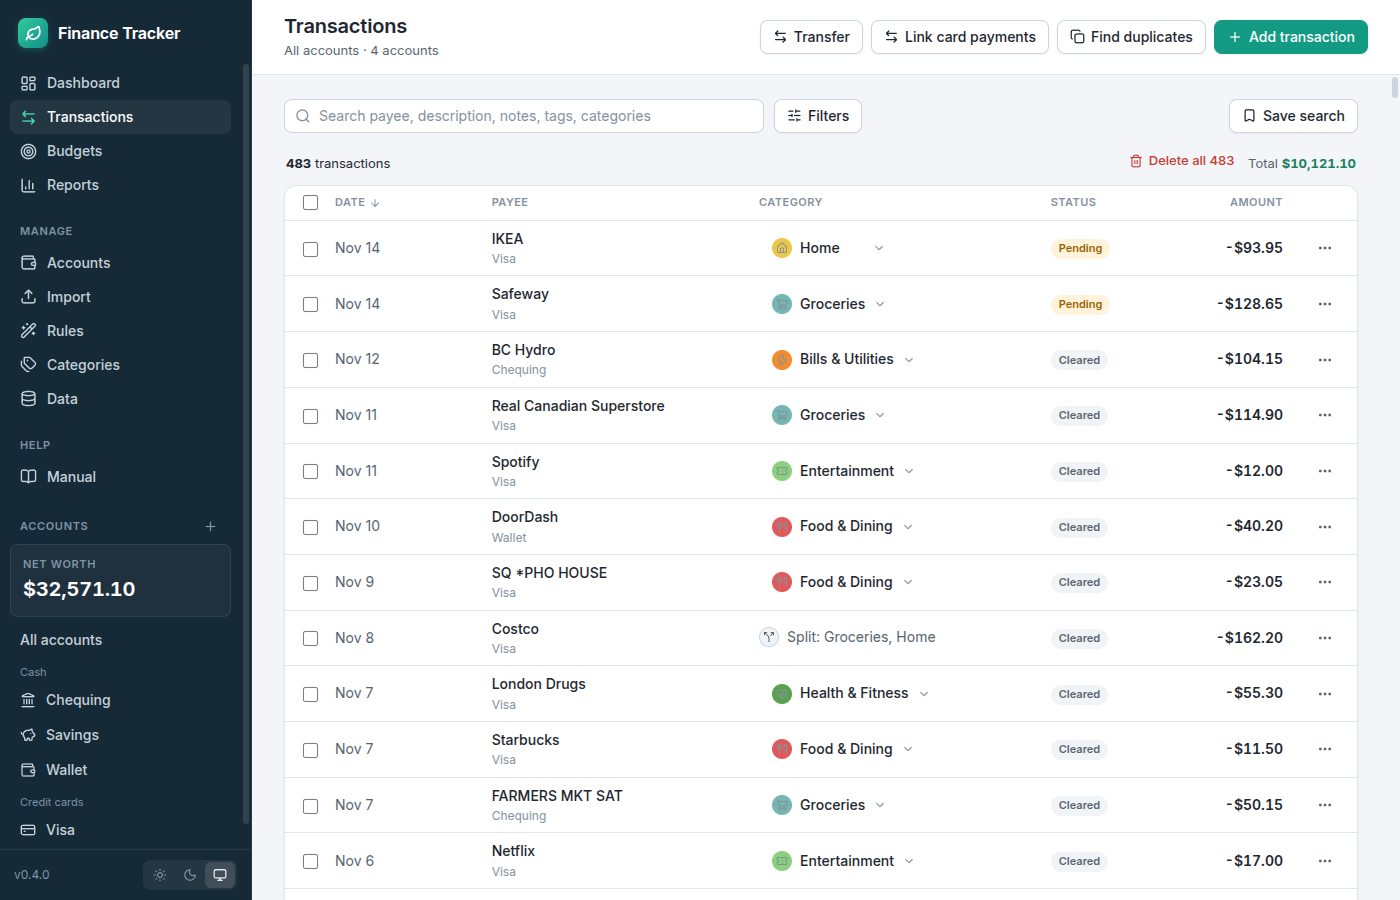 Finance Tracker
Dashboard
Transactions
Budgets
Reports
MANAGE
Accounts
Import
Rules
Categories
Data
HELP
Manual
ACCOUNTS
NET WORTH
$32,571.10
All accounts
Cash
Chequing
Savings
Wallet
Credit cards
Visa
v0.4.0
Transactions
All accounts · 4 accounts
Transfer
Link card payments
Find duplicates
Add transaction
Search payee, description, notes, tags, categories
Filters
Save search
483 transactions
Delete all 483
Total $10,121.10
DATE PAYEE CATEGORY STATUS AMOUNT
Nov 14 IKEA Home Pending -$93.95
Visa
Nov 14 Safeway Groceries Pending -$128.65
Visa
Nov 12 BC Hydro Bills & Utilities Cleared -$104.15
Chequing
Nov 11 Real Canadian Superstore Groceries Cleared -$114.90
Visa
Nov 11 Spotify Entertainment Cleared -$12.00
Visa
Nov 10 DoorDash Food & Dining Cleared -$40.20
Wallet
Nov 9 SQ *PHO HOUSE Food & Dining Cleared -$23.05
Visa
Nov 8 Costco Split: Groceries, Home Cleared -$162.20
Visa
Nov 7 London Drugs Health & Fitness Cleared -$55.30
Visa
Nov 7 Starbucks Food & Dining Cleared -$11.50
Visa
Nov 7 FARMERS MKT SAT Groceries Cleared -$50.15
Chequing
Nov 6 Netflix Entertainment Cleared -$17.00
Visa